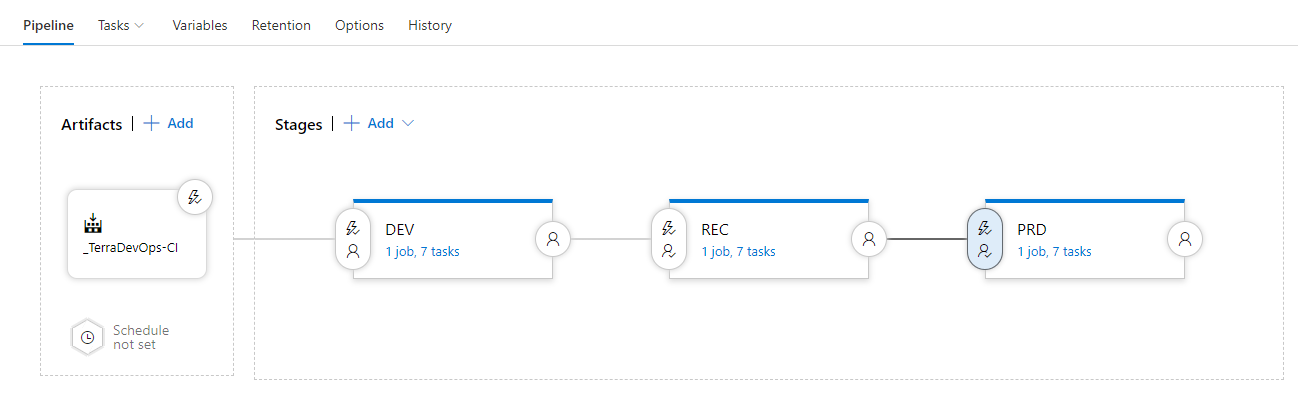 Pipeline Tasks Variables Retention Options History
Artifacts | + Add
Stages | + Add
_TerraDevOps-CI
DEV
1 job, 7 tasks
REC
1 job, 7 tasks
PRD
1 job, 7 tasks
Schedule
not set